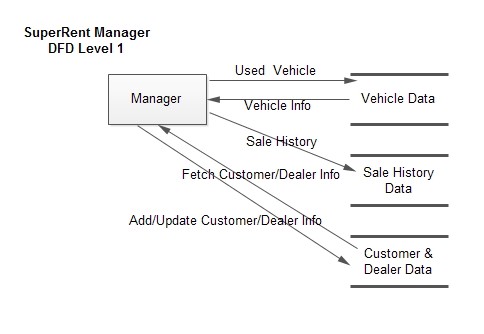 SuperRent Manager
DFD Level 1
Used  Vehicle
Manager
Vehicle Data
Vehicle Info
Sale History
Fetch Customer/Dealer Info
Sale History
Data
Add/Update Customer/Dealer Info
Customer &
Dealer Data